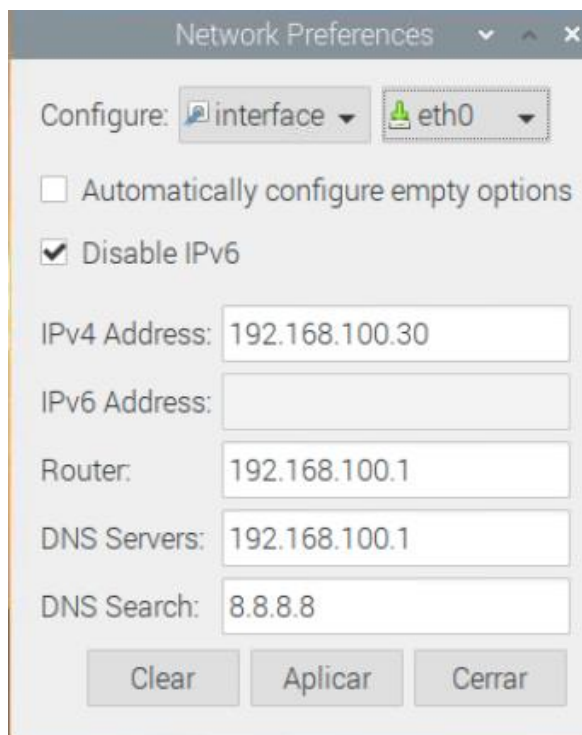 Network Preferences
Configure: interface eth0
Automatically configure empty options
Disable IPv6
IPv4 Address: 192.168.100.30
IPv6 Address:
Router: 192.168.100.1
DNS Servers: 192.168.100.1
DNS Search: 8.8.8.8
Clear Aplicar Cerrar